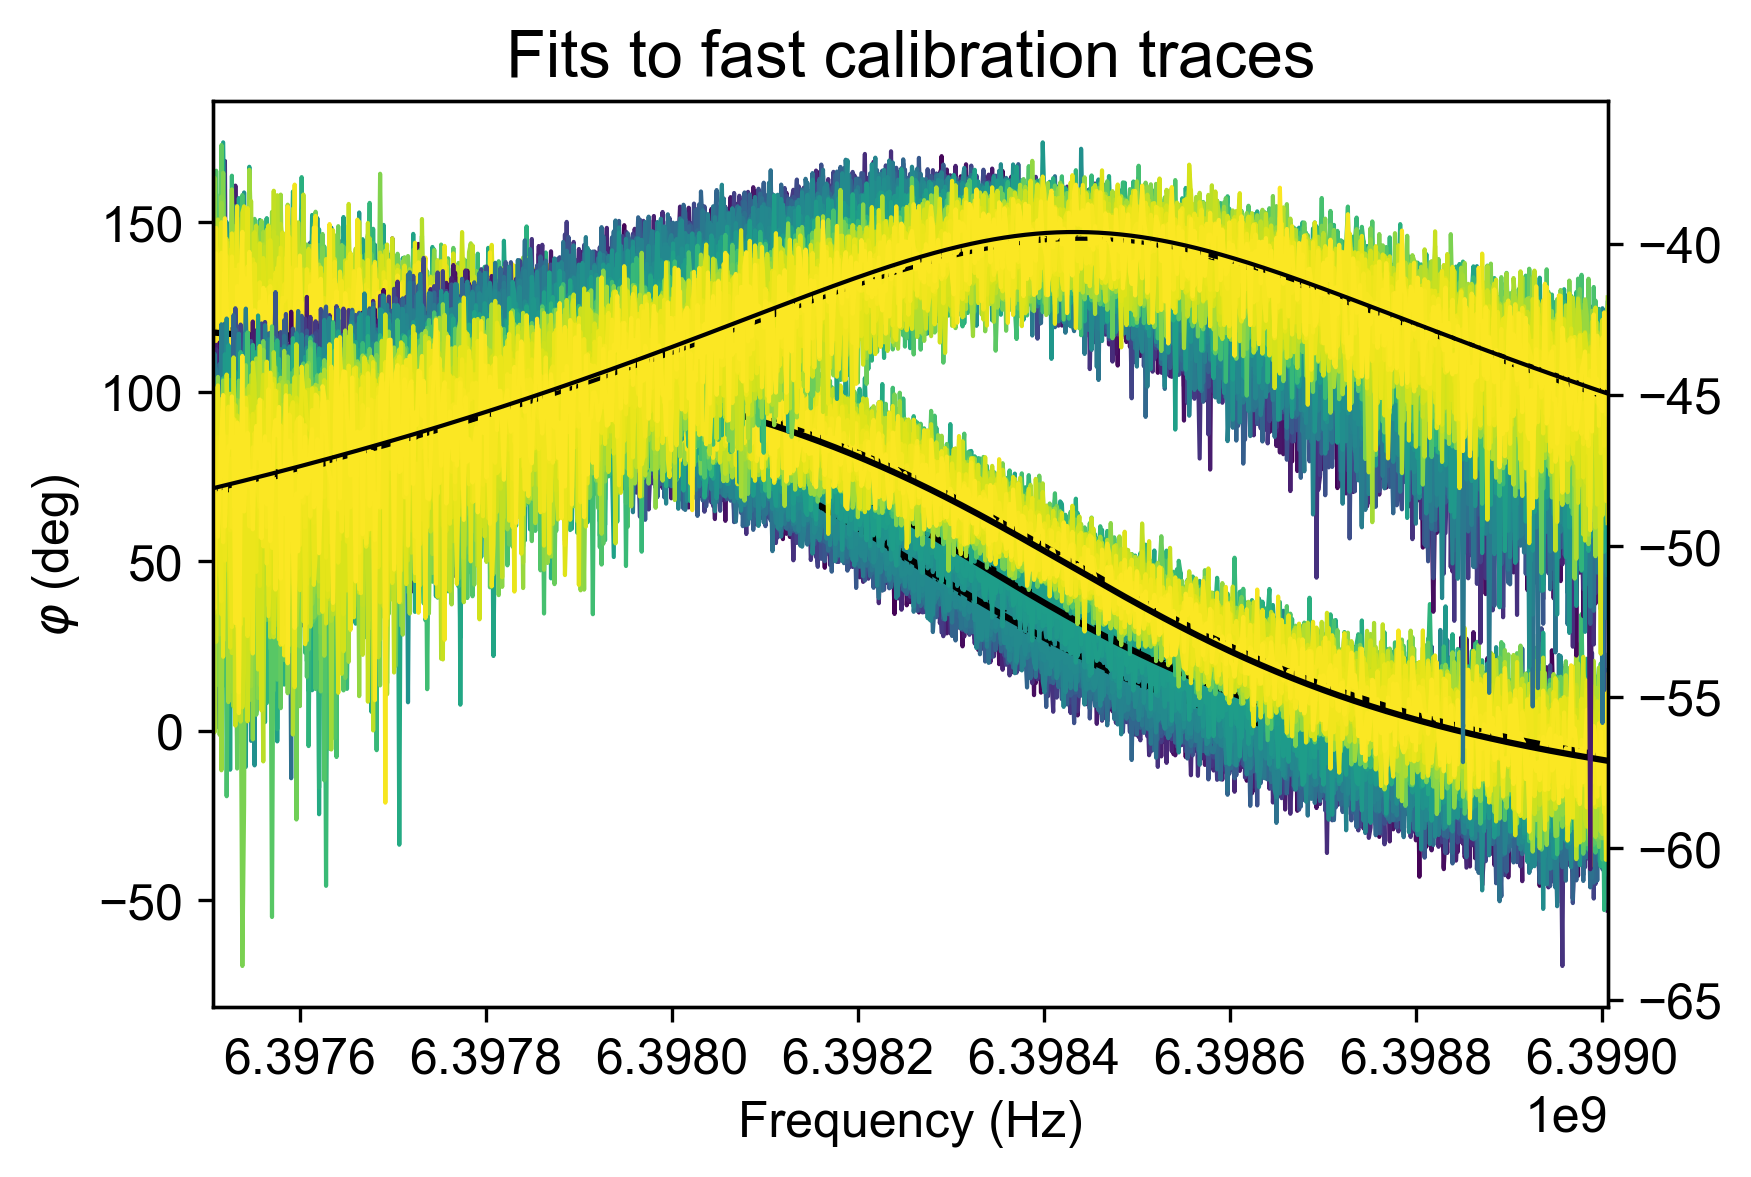 Fits to fast calibration traces
150
100
50
0
−50
φ (deg)
−40
−45
−50
−55
−60
−65
6.3976 6.3978 6.3980 6.3982 6.3984 6.3986 6.3988 6.3990
1e9
Frequency (Hz)